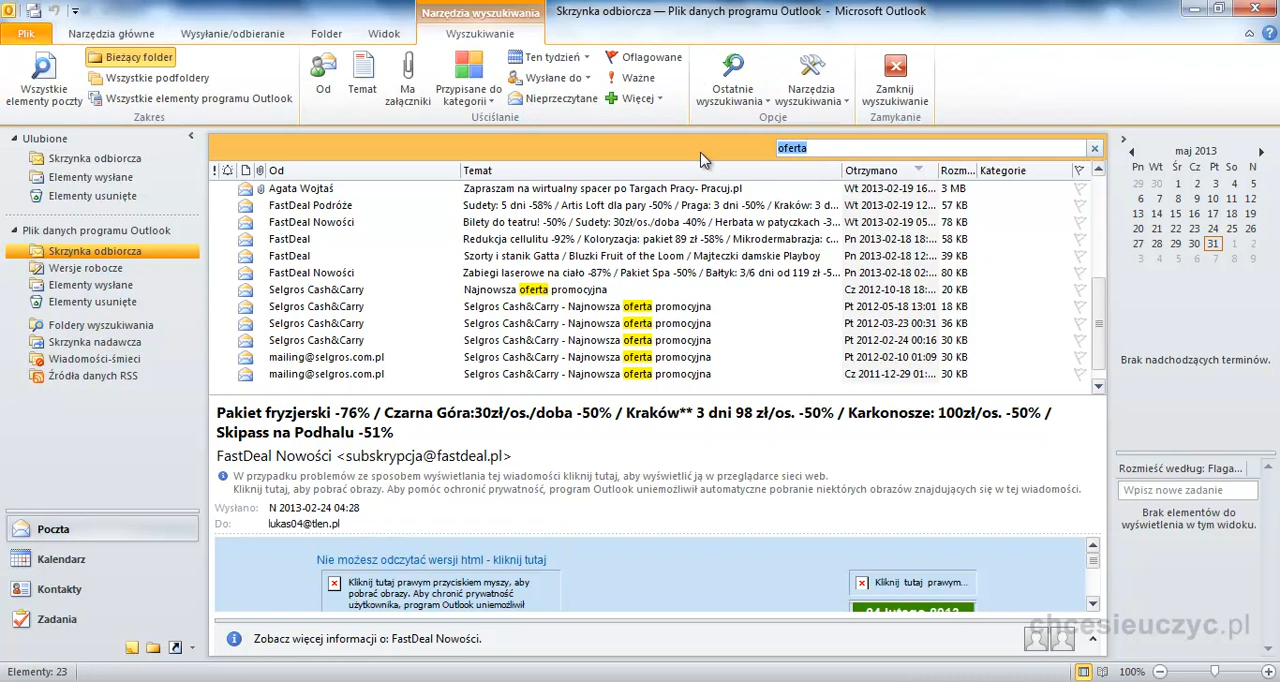 Narzędzia wyszukiwania
Skrzynka odbiorcza — Plik danych programu Outlook - Microsoft Outlook
Plik
Narzędzia główne
Wysyłanie/odbieranie
Folder
Widok
Wyszukiwanie
Wszystkie elementy poczty
Bieżący folder
Wszystkie podfoldery
Wszystkie elementy programu Outlook
Zakres
Od
Temat
Ma załączniki
Przypisane do kategorii
Ten tydzień
Wysłane do
Nieprzeczytane
Oflagowane
Ważne
Więcej
Uściślanie
Ostatnie wyszukiwania
Narzędzia wyszukiwania
Opcje
Zamknij wyszukiwanie
Zamykanie
Ulubione
Skrzynka odbiorcza
Elementy wysłane
Elementy usunięte
Plik danych programu Outlook
Skrzynka odbiorcza
Wersje robocze
Elementy wysłane
Elementy usunięte
Foldery wyszukiwania
Skrzynka nadawcza
Wiadomości-śmieci
Źródła danych RSS
Poczta
Kalendarz
Kontakty
Zadania
oferta
Od Temat Otrzymano Rozm... Kategorie
Agata Wojtaś Zapraszam na wirtualny spacer po Targach Pracy- Pracuj.pl Wt 2013-02-19 16... 3 MB
FastDeal Podróże Sudety: 5 dni -58% / Artis Loft dla pary -50% / Praga: 3 dni -50% / Kraków: 3 d... Wt 2013-02-19 12... 57 KB
FastDeal Nowości Bilety do teatru! -50% / Sudety: 30zł/os./doba -40% / Herbata w patyczkach -3... Wt 2013-02-19 05... 78 KB
FastDeal Redukcja cellulitu -92% / Koloryzacja: pakiet 89 zł -58% / Mikrodermabrazja: c... Pn 2013-02-18 18... 58 KB
FastDeal Szorty i stanik Gatta / Bluzki Fruit of the Loom / Majteczki damskie Playboy Pn 2013-02-18 12... 39 KB
FastDeal Nowości Zabiegi laserowe na ciało -87% / Pakiet Spa -50% / Bałtyk: 3/6 dni od 119 zł -5... Pn 2013-02-18 02... 80 KB
Selgros Cash&Carry Najnowsza oferta promocyjna Cz 2012-10-18 18... 20 KB
Selgros Cash&Carry Selgros Cash&Carry - Najnowsza oferta promocyjna Pt 2012-05-18 13:01 18 KB
Selgros Cash&Carry Selgros Cash&Carry - Najnowsza oferta promocyjna Pt 2012-03-23 00:31 36 KB
Selgros Cash&Carry Selgros Cash&Carry - Najnowsza oferta promocyjna Pt 2012-02-24 00:16 30 KB
mailing@selgros.com.pl Selgros Cash&Carry - Najnowsza oferta promocyjna Pt 2012-02-10 01:09 30 KB
mailing@selgros.com.pl Selgros Cash&Carry - Najnowsza oferta promocyjna Cz 2011-12-29 01:... 30 KB
Pakiet fryzjerski -76% / Czarna Góra:30zł/os./doba -50% / Kraków** 3 dni 98 zł/os. -50% / Karkonosze: 100zł/os. -50% /
Skipass na Podhalu -51%
FastDeal Nowości <subskrypcja@fastdeal.pl>
W przypadku problemów ze sposobem wyświetlania tej wiadomości kliknij tutaj, aby wyświetlić ją w przeglądarce sieci web.
Kliknij tutaj, aby pobrać obrazy. Aby pomóc ochronić prywatność, program Outlook uniemożliwił automatyczne pobranie niektórych obrazów znajdujących się w tej wiadomości.
Wysłano: N 2013-02-24 04:28
Do: lukas04@tlen.pl
Nie możesz odczytać wersji html - kliknij tutaj
Kliknij tutaj prawym przyciskiem myszy, aby
pobrać obrazy. Aby chronić prywatność
użytkownika, program Outlook uniemożliwił
Kliknij tutaj prawym...
24 lutego 2013
Zobacz więcej informacji o: FastDeal Nowości.
maj 2013
Pn Wt Śr Cz Pt So N
29 30 1 2 3 4 5
6 7 8 9 10 11 12
13 14 15 16 17 18 19
20 21 22 23 24 25 26
27 28 29 30 31 1 2
3 4 5 6 7 8 9
Brak nadchodzących terminów.
Rozmieść według: Flaga...
Wpisz nowe zadanie
Brak elementów do
wyświetlenia w tym widoku.
chcesieuczyc.pl
Elementy: 23
100%